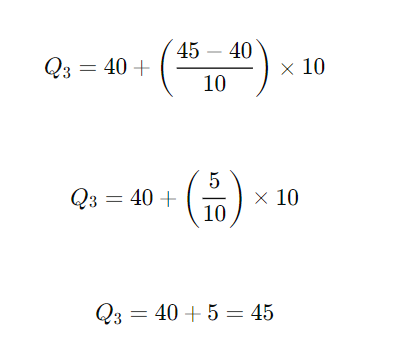 Q₃ = 40 + ((45 − 40)/10) × 10
Q₃ = 40 + (5/10) × 10
Q₃ = 40 + 5 = 45